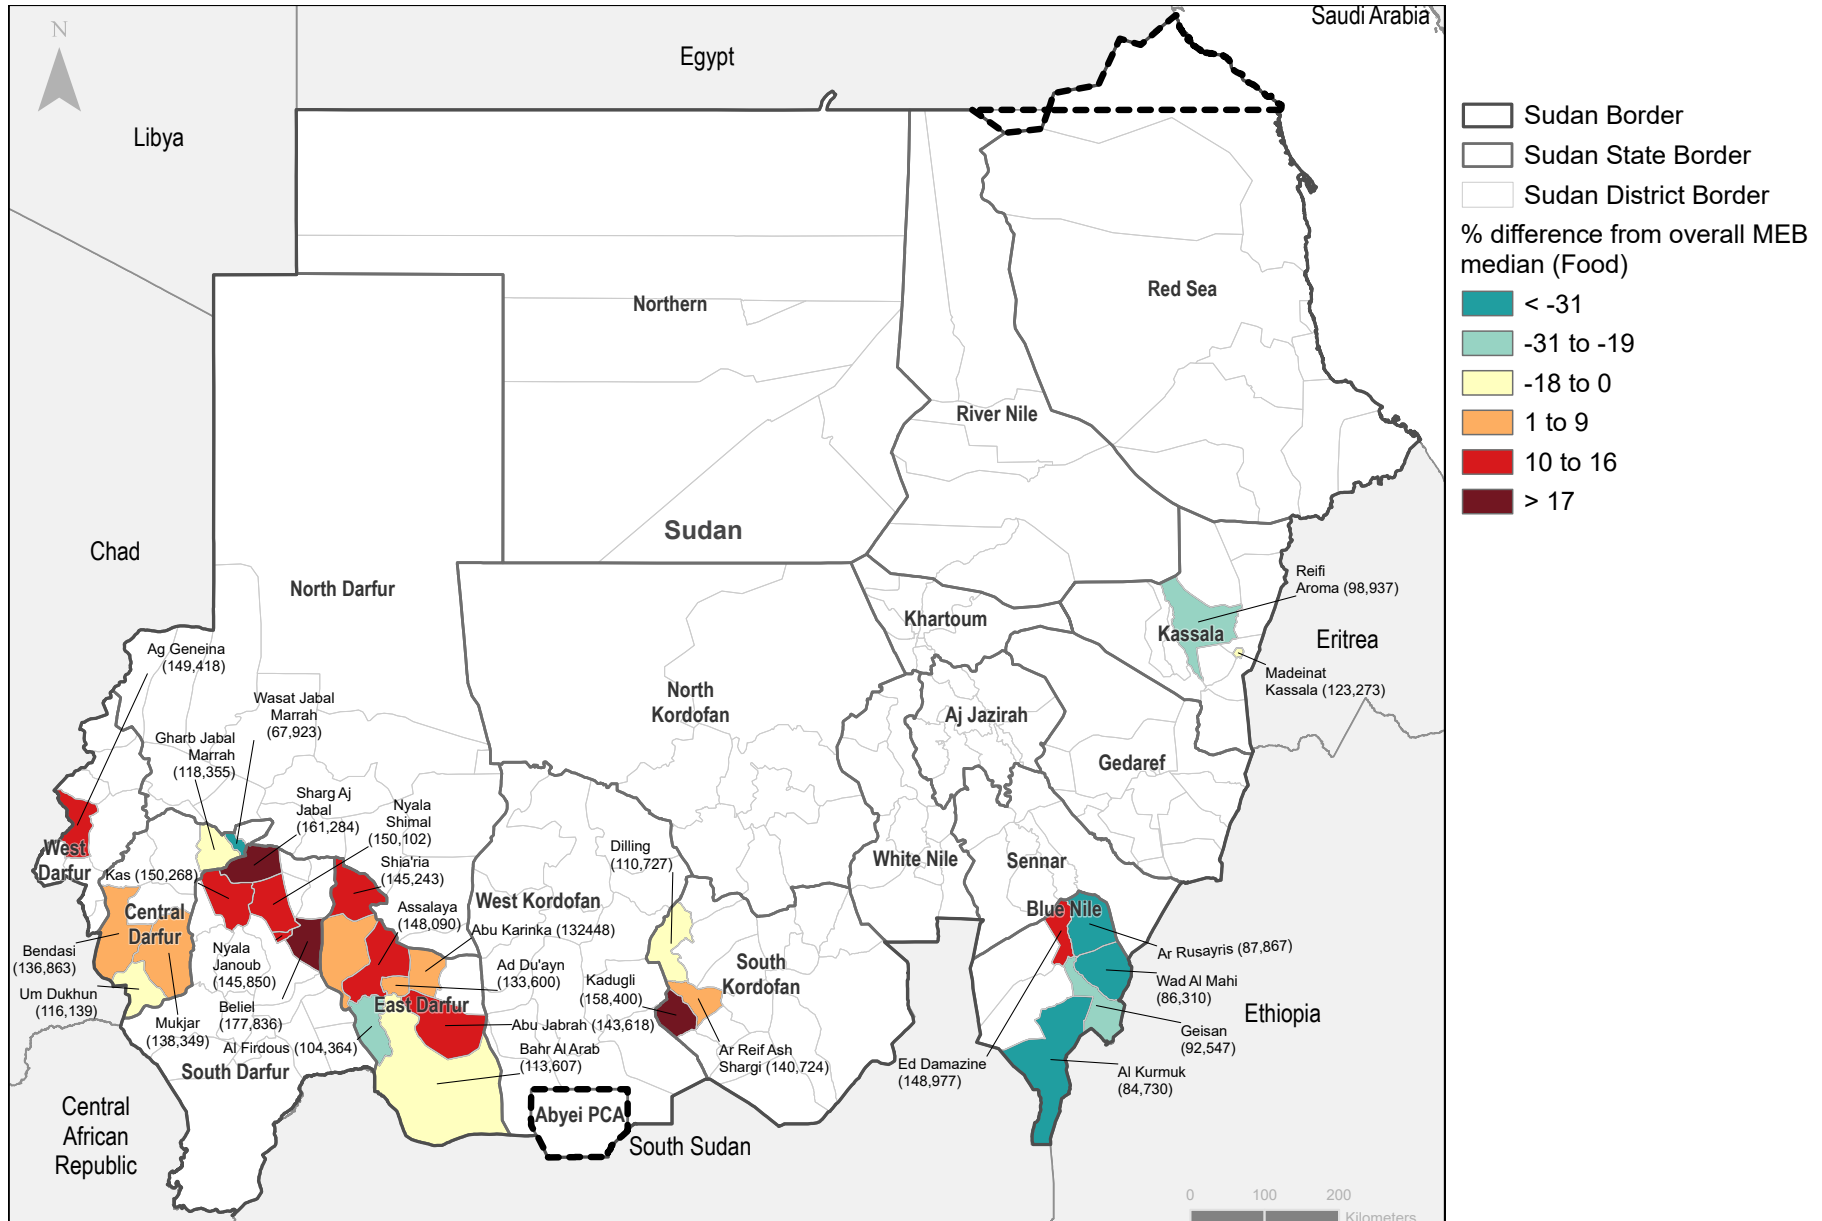 Saudi Arabia
N
Egypt
Libya
Sudan Border
Sudan State Border
Sudan District Border
% difference from overall MEB
median (Food)
< -31
-31 to -19
-18 to 0
1 to 9
10 to 16
> 17
Northern
Red Sea
River Nile
Sudan
Chad
North Darfur
Reifi
Aroma (98,937)
Khartoum
Kassala
Eritrea
Madeinat
Kassala (123,273)
Ag Geneina
(149,418)
Wasat Jabal
Marrah
(67,923)
Gharb Jabal
Marrah
(118,355)
North
Kordofan
Aj Jazirah
Gedaref
Sharg Aj
Jabal
(161,284)
Nyala
Shimal
(150,102)
Shia'ria
(145,243)
Dilling
(110,727)
White Nile
Sennar
West
Darfur
Kas (150,268)
West Kordofan
Assalaya
(148,090)
Abu Karinka (132448)
Central
Darfur
Blue Nile
Ar Rusayris (87,867)
Bendasi
(136,863)
Nyala
Janoub
(145,850)
Ad Du'ayn
(133,600)
Kadugli
(158,400)
South
Kordofan
Wad Al Mahi
(86,310)
Um Dukhun
(116,139)
Beliel
(177,836)
East Darfur
Ethiopia
Mukjar
(138,349)
Al Firdous (104,364)
Abu Jabrah (143,618)
Geisan
(92,547)
Bahr Al Arab
(113,607)
Ar Reif Ash
Shargi (140,724)
Ed Damazine
(148,977)
Al Kurmuk
(84,730)
South Darfur
Central
African
Republic
Abyei PCA
South Sudan
0 100 200
Kilometers